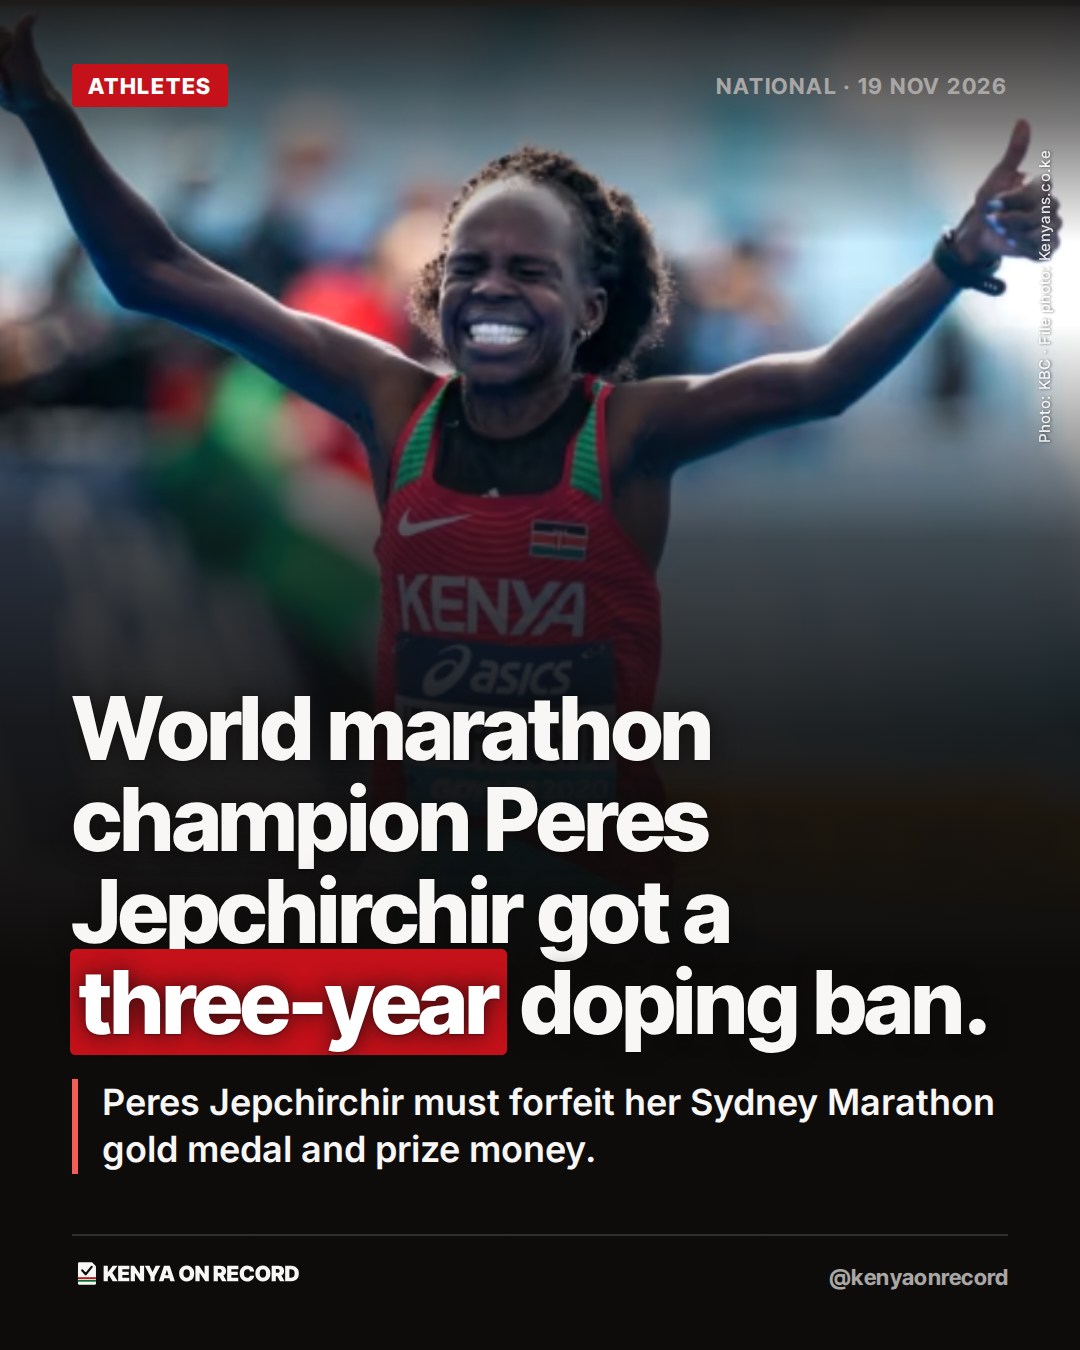 ATHLETES
NATIONAL · 19 NOV 2026
Photo: KBC · File photo: Kenyans.co.ke
KENYA
asics
World marathon
champion Peres
Jepchirchir got a
three-year doping ban.
Peres Jepchirchir must forfeit her Sydney Marathon
gold medal and prize money.
KENYA ON RECORD
@kenyaonrecord